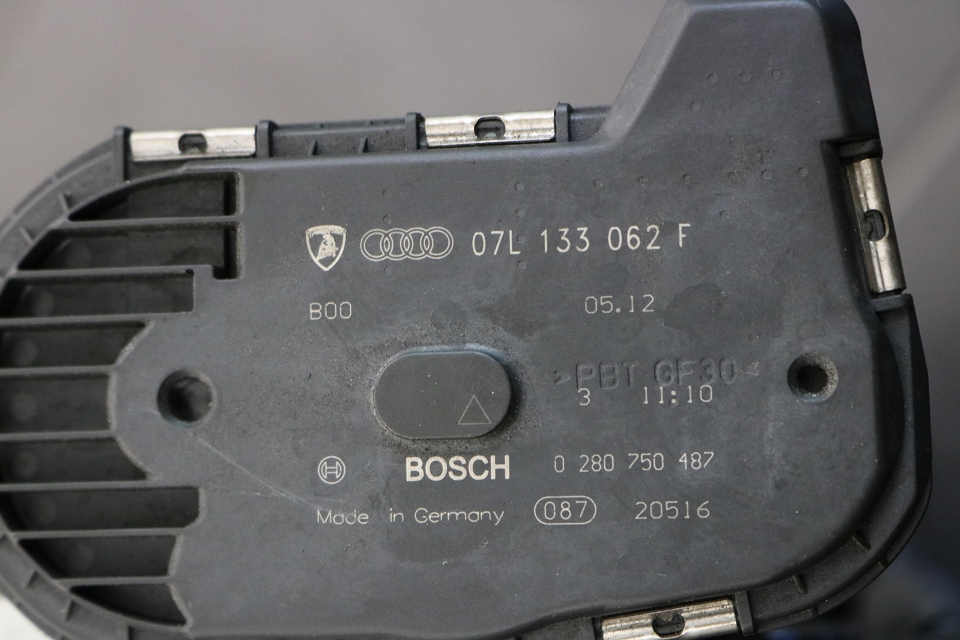 07L 133 062 F
B00 05.12
>PBT GF30<
3 11:10
BOSCH 0 280 750 487
Made in Germany 087 20516